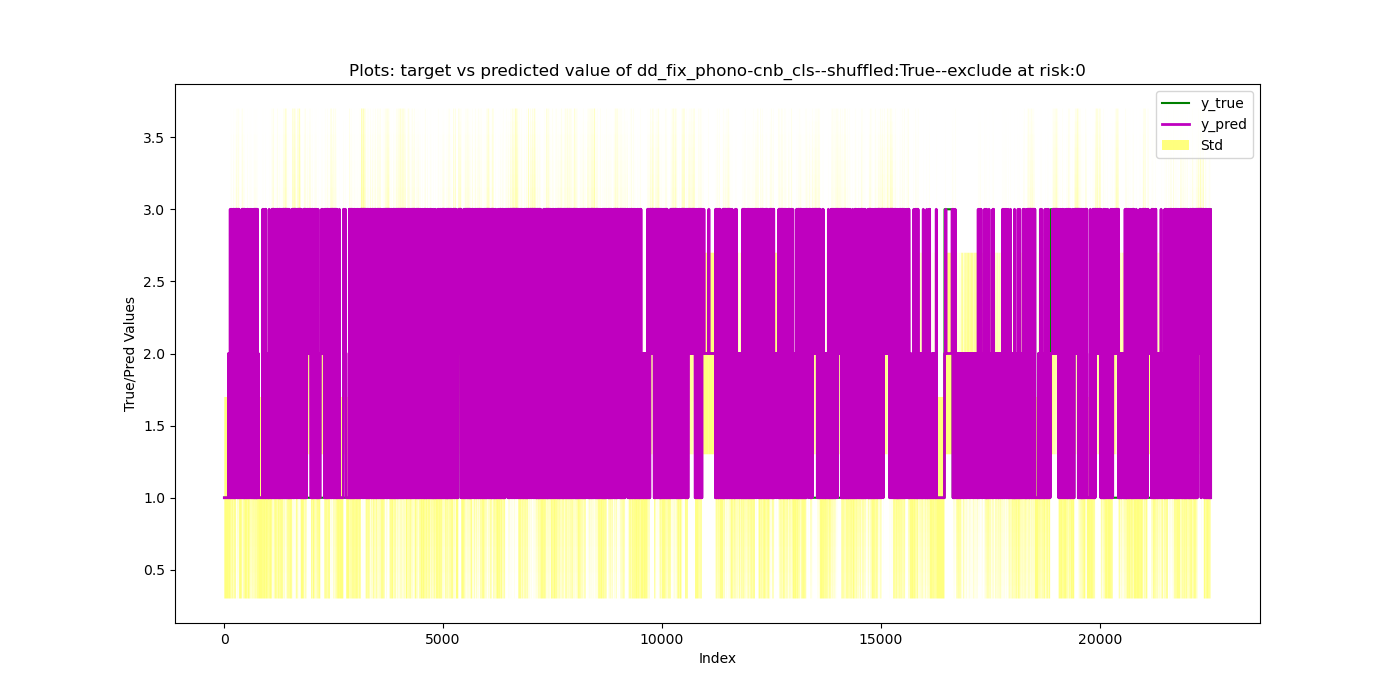 Plots: target vs predicted value of dd_fix_phono-cnb_cls--shuffled:True--exclude at risk:0
y_true
y_pred
Std
3.5
3.0
2.5
2.0
1.5
1.0
0.5
True/Pred Values
0
5000
10000
15000
20000
Index